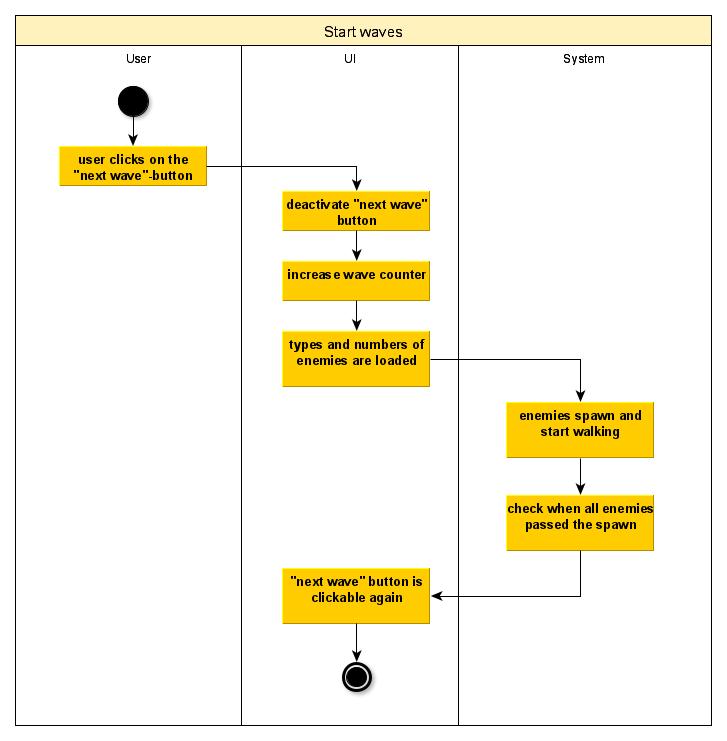 Start waves
User
UI
System
user clicks on the
"next wave"-button
deactivate "next wave"
button
increase wave counter
types and numbers of
enemies are loaded
enemies spawn and
start walking
check when all enemies
passed the spawn
"next wave" button is
clickable again